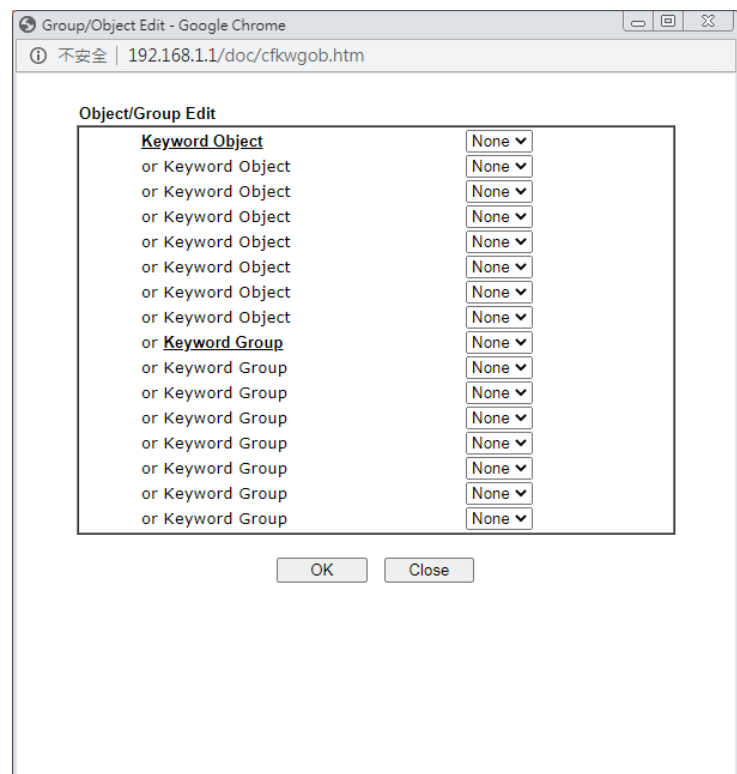 Group/Object Edit - Google Chrome
不安全 | 192.168.1.1/doc/cfkwgob.htm
Object/Group Edit
Keyword Object None
or Keyword Object None
or Keyword Object None
or Keyword Object None
or Keyword Object None
or Keyword Object None
or Keyword Object None
or Keyword Object None
or Keyword Group None
or Keyword Group None
or Keyword Group None
or Keyword Group None
or Keyword Group None
or Keyword Group None
or Keyword Group None
or Keyword Group None
OK Close